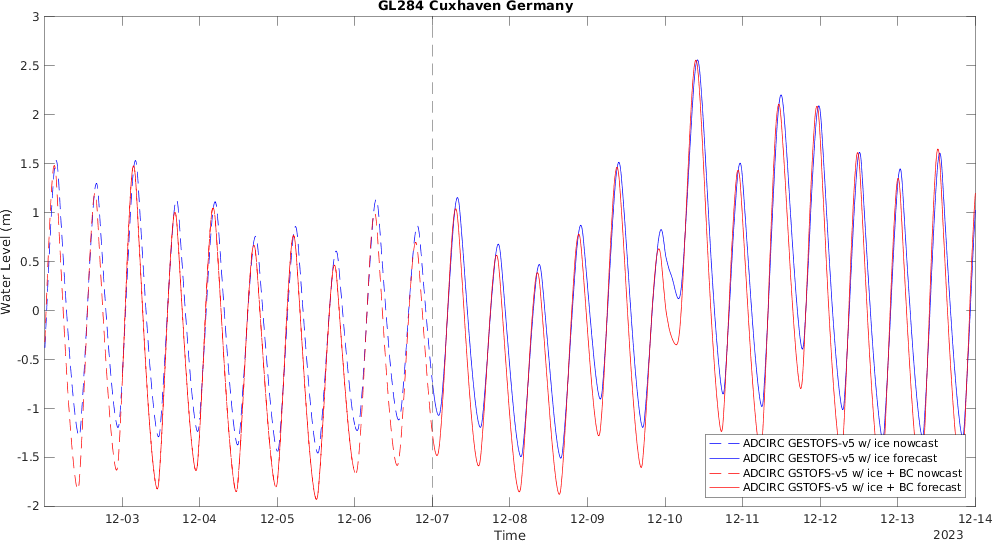 GL284 Cuxhaven Germany
Water Level (m)
3
2.5
2
1.5
1
0.5
0
-0.5
-1
-1.5
-2
ADCIRC GESTOFS-v5 w/ ice nowcast
ADCIRC GESTOFS-v5 w/ ice forecast
ADCIRC GSTOFS-v5 w/ ice + BC nowcast
ADCIRC GSTOFS-v5 w/ ice + BC forecast
12-03 12-04 12-05 12-06 12-07 12-08 12-09 12-10 12-11 12-12 12-13 12-14
Time
2023